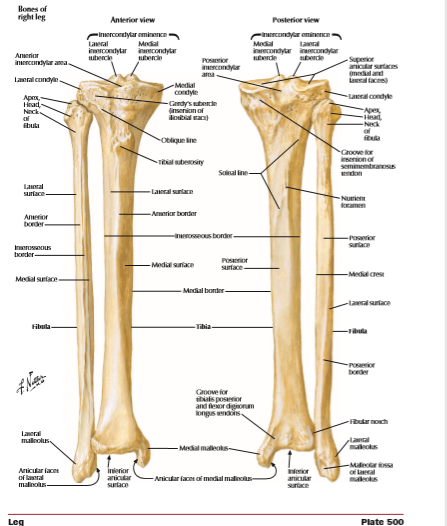 Bones of
right leg
Anterior view
Posterior view
Intercondylar eminence
Lateral
intercondylar
tubercle
Medial
intercondylar
tubercle
Anterior
intercondylar area
Lateral condyle
Apex,
Head,
Neck
of
fibula
Medial
condyle
Gerdy's tubercle
(insertion of
iliotibial tract)
Oblique line
Tibial tuberosity
Lateral
surface
Anterior
border
Interosseous
border
Medial surface
Fibula
Lateral surface
Anterior border
Interosseous border
Medial surface
Medial border
Tibia
Lateral
malleolus
Articular facet
of lateral
malleolus
Inferior
articular
surface
Medial malleolus
Articular facet of medial malleolus
Intercondylar eminence
Posterior
intercondylar
area
Medial
intercondylar
tubercle
Lateral
intercondylar
tubercle
Superior
articular surfaces
(medial and
lateral facets)
Lateral condyle
Apex,
Head,
Neck
of
fibula
Groove for
insertion of
semimembranosus
tendon
Soleal line
Nutrient
foramen
Posterior
surface
Posterior
surface
Medial crest
Lateral surface
Fibula
Posterior
border
Groove for
tibialis posterior
and flexor digitorum
longus tendons
Fibular notch
Lateral
malleolus
Malleolar fossa
of lateral
malleolus
Inferior
articular
surface
F. Netter
Leg
Plate 500